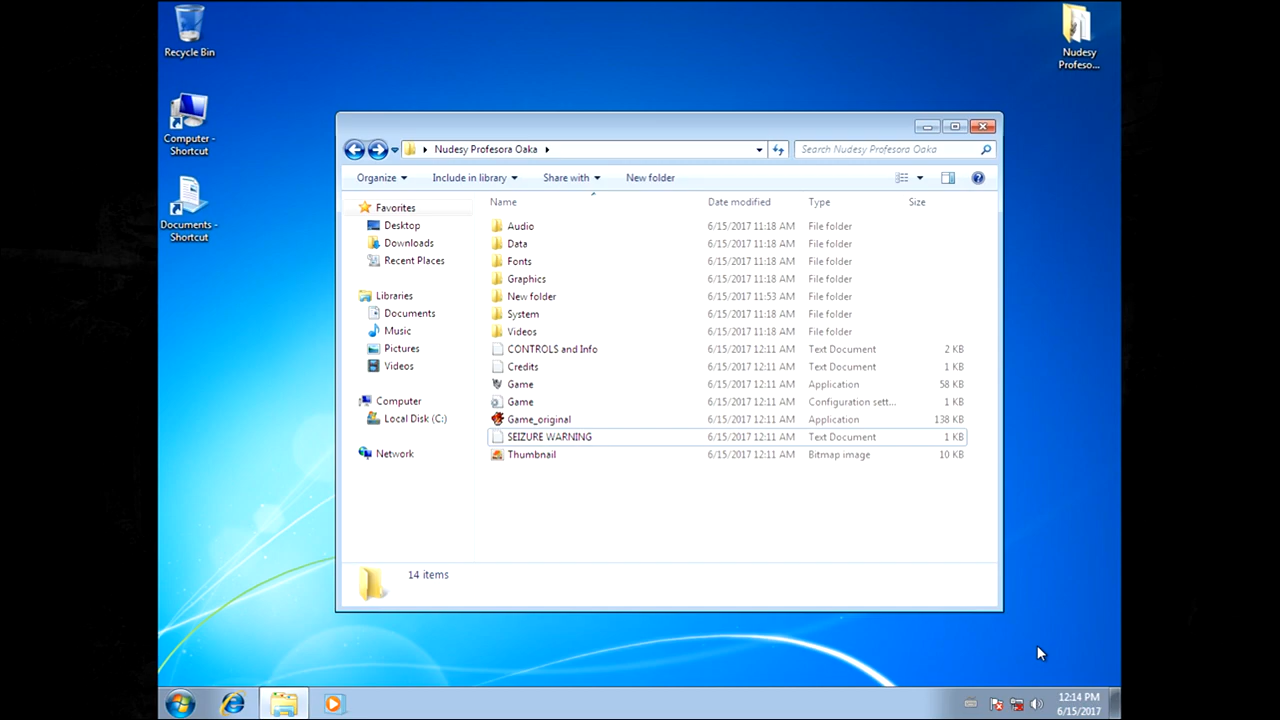 Recycle Bin
Computer -
Shortcut
Documents -
Shortcut
Nudesy
Profeso...
Nudesy Profesora Oaka
Search Nudesy Profesora Oaka
Organize Include in library Share with New folder
Favorites
Desktop
Downloads
Recent Places
Libraries
Documents
Music
Pictures
Videos
Computer
Local Disk (C:)
Network
Name Date modified Type Size
Audio 6/15/2017 11:18 AM File folder
Data 6/15/2017 11:18 AM File folder
Fonts 6/15/2017 11:18 AM File folder
Graphics 6/15/2017 11:18 AM File folder
New folder 6/15/2017 11:53 AM File folder
System 6/15/2017 11:18 AM File folder
Videos 6/15/2017 11:18 AM File folder
CONTROLS and Info 6/15/2017 12:11 AM Text Document 2 KB
Credits 6/15/2017 12:11 AM Text Document 1 KB
Game 6/15/2017 12:11 AM Application 58 KB
Game 6/15/2017 12:11 AM Configuration sett... 1 KB
Game_original 6/15/2017 12:11 AM Application 138 KB
SEIZURE WARNING 6/15/2017 12:11 AM Text Document 1 KB
Thumbnail 6/15/2017 12:11 AM Bitmap image 10 KB
14 items
12:14 PM
6/15/2017